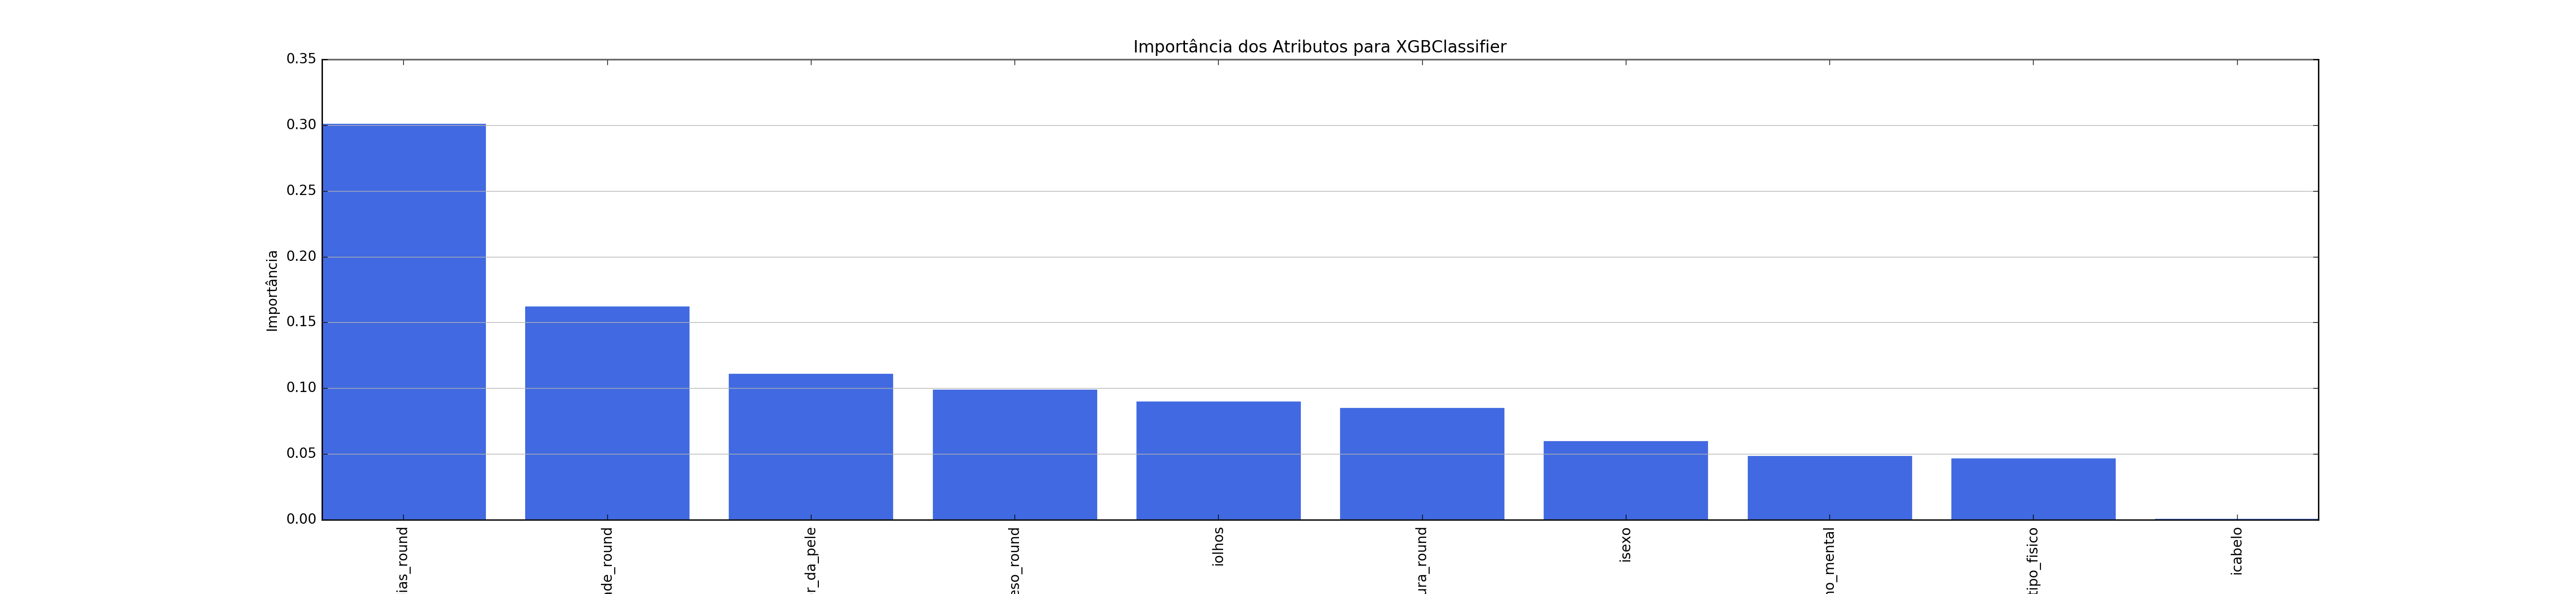 Importância dos Atributos para XGBClassifier
Importância
0.35
0.30
0.25
0.20
0.15
0.10
0.05
0.00
ias_round
de_round
r_da_pele
eso_round
iolhos
ura_round
isexo
no_mental
tipo_fisico
icabelo